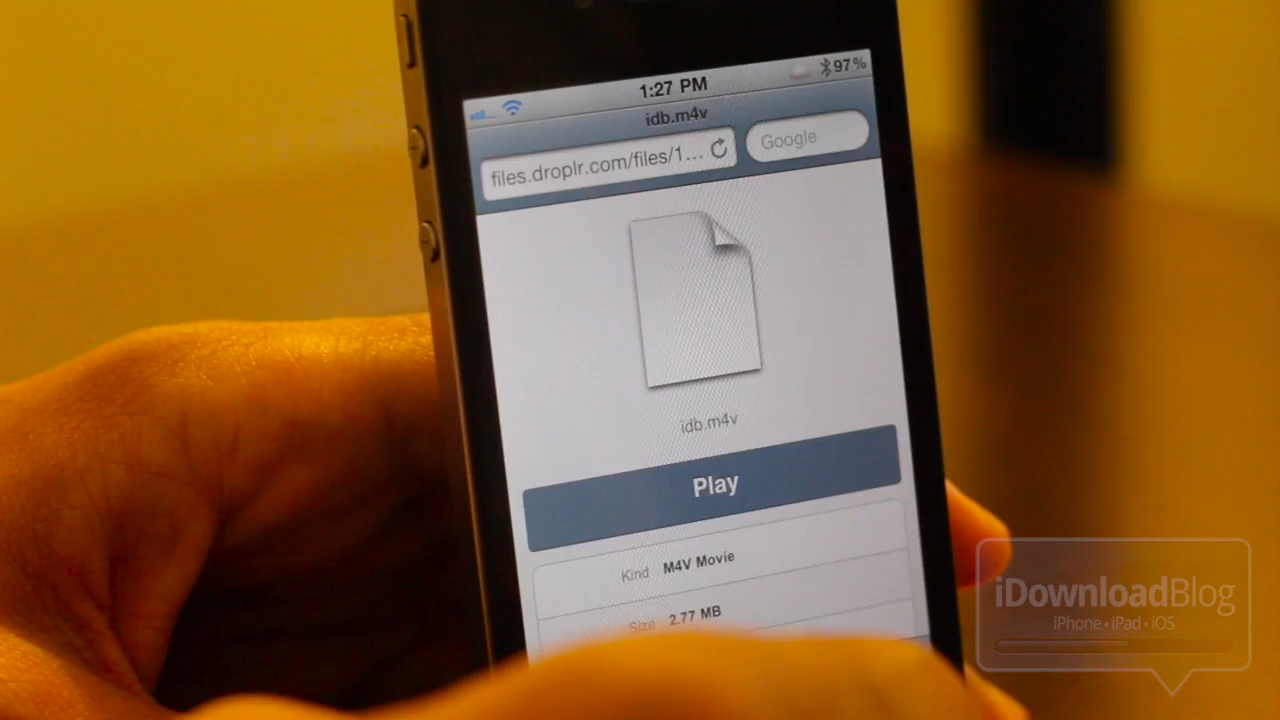 1:27 PM
97%
idb.m4v
files.droplr.com/files/1...
Google
idb.m4v
Play
Kind M4V Movie
Size 2.77 MB
iDownloadBlog
iPhone • iPad • iOS